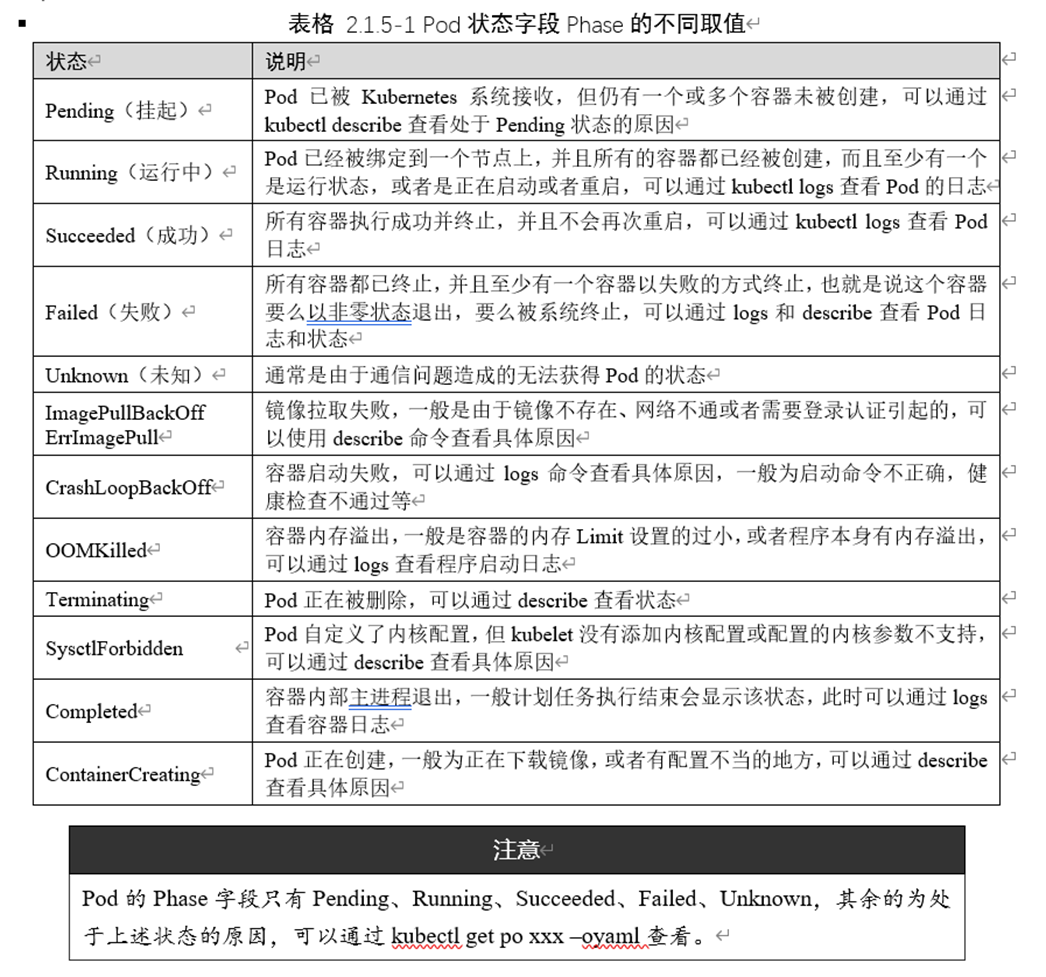 表格 2.1.5-1 Pod 状态字段 Phase 的不同取值
状态
说明
Pending（挂起）
Pod 已被 Kubernetes 系统接收，但仍有一个或多个容器未被创建，可以通过
kubectl describe 查看处于 Pending 状态的原因
Running（运行中）
Pod 已经被绑定到一个节点上，并且所有的容器都已经被创建，而且至少有一个
是运行状态，或者是正在启动或者重启，可以通过 kubectl logs 查看 Pod 的日志
Succeeded（成功）
所有容器执行成功并终止，并且不会再次重启，可以通过 kubectl logs 查看 Pod
日志
Failed（失败）
所有容器都已终止，并且至少有一个容器以失败的方式终止，也就是说这个容器
要么以非零状态退出，要么被系统终止，可以通过 logs 和 describe 查看 Pod 日
志和状态
Unknown（未知）
通常是由于通信问题造成的无法获得 Pod 的状态
ImagePullBackOff
ErrImagePull
镜像拉取失败，一般是由于镜像不存在、网络不通或者需要登录认证引起的，可
以使用 describe 命令查看具体原因
CrashLoopBackOff
容器启动失败，可以通过 logs 命令查看具体原因，一般为启动命令不正确，健
康检查不通过等
OOMKilled
容器内存溢出，一般是容器的内存 Limit 设置的过小，或者程序本身有内存溢出，
可以通过 logs 查看程序启动日志
Terminating
Pod 正在被删除，可以通过 describe 查看状态
SysctlForbidden
Pod 自定义了内核配置，但 kubelet 没有添加内核配置或配置的内核参数不支持，
可以通过 describe 查看具体原因
Completed
容器内部主进程退出，一般计划任务执行结束会显示该状态，此时可以通过 logs
查看容器日志
ContainerCreating
Pod 正在创建，一般为正在下载镜像，或者有配置不当的地方，可以通过 describe
查看具体原因
注意
Pod 的 Phase 字段只有 Pending、Running、Succeeded、Failed、Unknown，其余的为处
于上述状态的原因，可以通过 kubectl get po xxx –oyaml 查看。